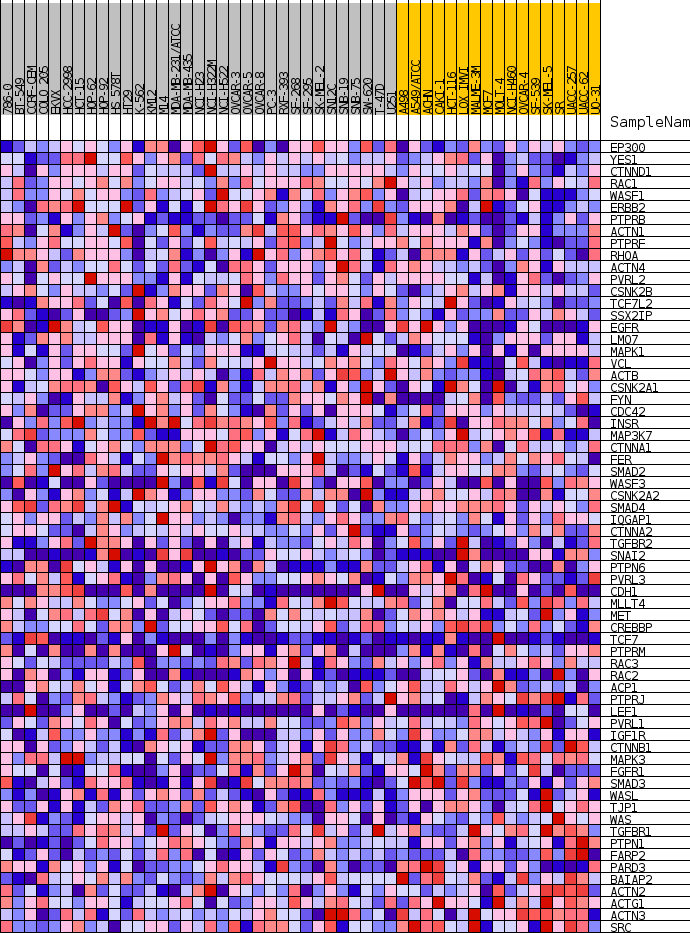 786-0
BT-549
CCRF-CEM
COLO 205
EKVX
HCC-2998
HCT-15
HOP-62
HOP-92
HS 578T
HT29
K-562
KM12
M14
MDA-MB-231/ATCC
MDA-MB-435
NCI-H23
NCI-H322M
NCI-H522
OVCAR-3
OVCAR-5
OVCAR-8
PC-3
RXF-393
SF-268
SF-295
SK-MEL-2
SN12C
SNB-19
SNB-75
SW-620
T-47D
U251
A498
A549/ATCC
ACHN
CAKI-1
HCT-116
LOX IMVI
MALME-3M
MCF7
MOLT-4
NCI-H460
OVCAR-4
SF-539
SK-MEL-5
SR
UACC-257
UACC-62
UO-31
SampleNam
EP300
YES1
CTNND1
RAC1
WASF1
ERBB2
PTPRB
ACTN1
PTPRF
RHOA
ACTN4
PVRL2
CSNK2B
TCF7L2
SSX2IP
EGFR
LMO7
MAPK1
VCL
ACTB
CSNK2A1
FYN
CDC42
INSR
MAP3K7
CTNNA1
FER
SMAD2
WASF3
CSNK2A2
SMAD4
IQGAP1
CTNNA2
TGFBR2
SNAI2
PTPN6
PVRL3
CDH1
MLLT4
MET
CREBBP
TCF7
PTPRM
RAC3
RAC2
ACP1
PTPRJ
LEF1
PVRL1
IGF1R
CTNNB1
MAPK3
FGFR1
SMAD3
WASL
TJP1
WAS
TGFBR1
PTPN1
FARP2
PARD3
BAIAP2
ACTN2
ACTG1
ACTN3
SRC